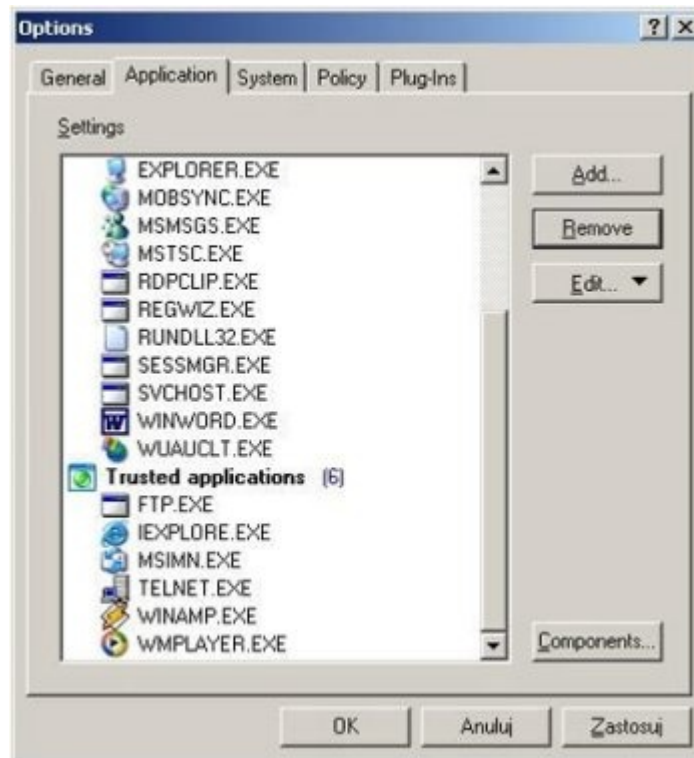 Options
General Application System Policy Plug-Ins
Settings
EXPLORER.EXE
MOBSYNC.EXE
MSMSGS.EXE
MSTSC.EXE
RDPCLIP.EXE
REGWIZ.EXE
RUNDLL32.EXE
SESSMGR.EXE
SVCHOST.EXE
WINWORD.EXE
WUAUCLT.EXE
Trusted applications (6)
FTP.EXE
IEXPLORE.EXE
MSIMN.EXE
TELNET.EXE
WINAMP.EXE
WMPLAYER.EXE
Add...
Remove
Edit...
Components...
OK Anuluj Zastosuj